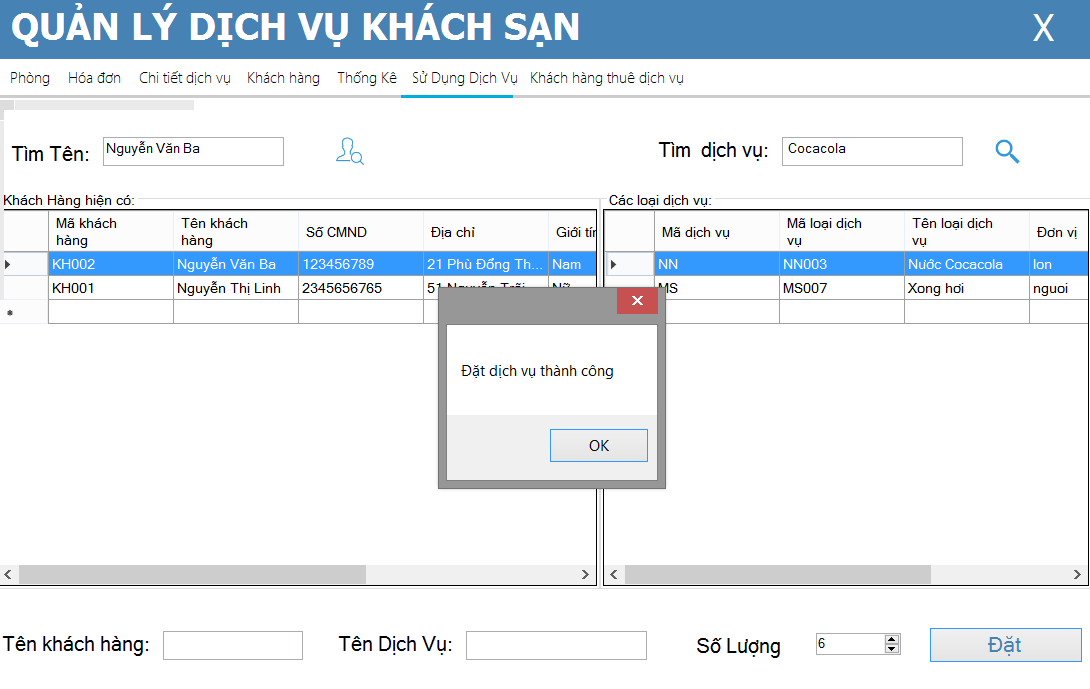 QUẢN LÝ DỊCH VỤ KHÁCH SẠN X
Phòng Hóa đơn Chi tiết dịch vụ Khách hàng Thống Kê Sử Dụng Dịch Vụ Khách hàng thuê dịch vụ
Tìm Tên: Nguyễn Văn Ba Tìm dịch vụ: Cocacola
Khách Hàng hiện có: Các loại dịch vụ:
Mã khách hàng Tên khách hàng Số CMND Địa chỉ Giới tín Mã dịch vụ Mã loại dịch vụ Tên loại dịch vụ Đơn vị
KH002 Nguyễn Văn Ba 123456789 21 Phù Đổng Th... Nam NN NN003 Nước Cocacola lon
KH001 Nguyễn Thị Linh 2345656765 51 Nguyễn Trãi Nữ MS MS007 Xong hơi nguoi
X
Đặt dịch vụ thành công
OK
Tên khách hàng: Tên Dịch Vụ: Số Lượng 6 Đặt